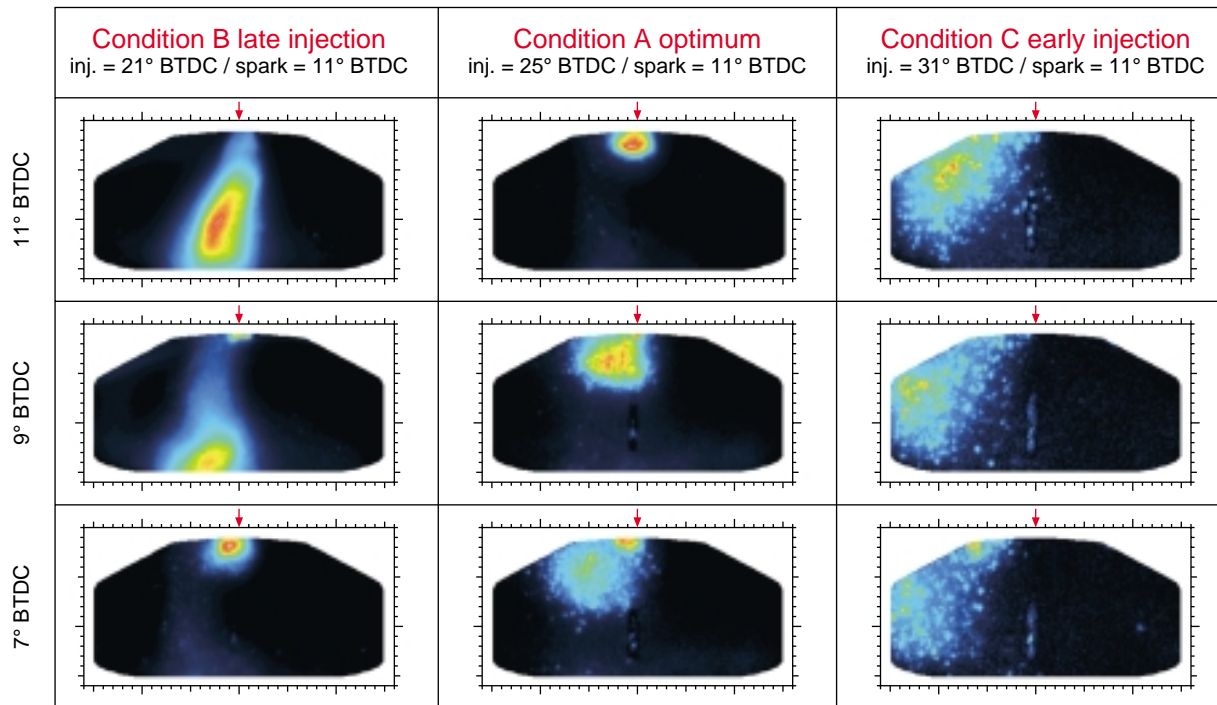 Condition B late injection
inj. = 21° BTDC / spark = 11° BTDC
Condition A optimum
inj. = 25° BTDC / spark = 11° BTDC
Condition C early injection
inj. = 31° BTDC / spark = 11° BTDC
11° BTDC
9° BTDC
7° BTDC